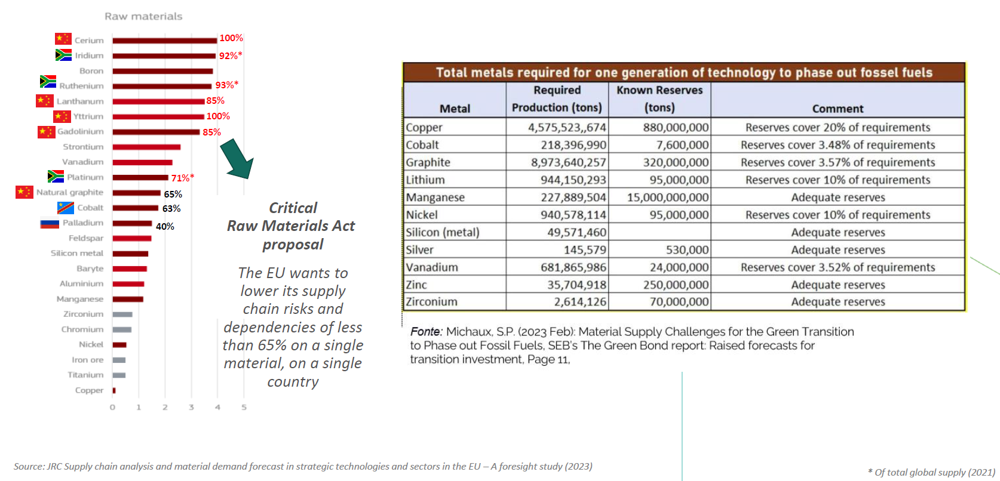 Raw materials
Cerium 100%
Iridium 92%*
Boron
Ruthenium 93%*
Lanthanum 85%
Yttrium 100%
Gadolinium 85%
Strontium
Vanadium
Platinum 71%*
Natural graphite 65%
Cobalt 63%
Palladium 40%
Feldspar
Silicon metal
Baryte
Aluminium
Manganese
Zirconium
Chromium
Nickel
Iron ore
Titanium
Copper
0 1 2 3 4 5
Critical
Raw Materials Act
proposal
The EU wants to
lower its supply
chain risks and
dependencies of less
than 65% on a single
material, on a single
country
Total metals required for one generation of technology to phase out fossel fuels
Metal Required Production (tons) Known Reserves (tons) Comment
Copper 4,575,523,,674 880,000,000 Reserves cover 20% of requirements
Cobalt 218,396,990 7,600,000 Reserves cover 3.48% of requirements
Graphite 8,973,640,257 320,000,000 Reserves cover 3.57% of requirements
Lithium 944,150,293 95,000,000 Reserves cover 10% of requirements
Manganese 227,889,504 15,000,000,000 Adequate reserves
Nickel 940,578,114 95,000,000 Reserves cover 10% of requirements
Silicon (metal) 49,571,460 Adequate reserves
Silver 145,579 530,000 Adequate reserves
Vanadium 681,865,986 24,000,000 Reserves cover 3.52% of requirements
Zinc 35,704,918 250,000,000 Adequate reserves
Zirconium 2,614,126 70,000,000 Adequate reserves
Fonte: Michaux, S.P. (2023 Feb): Material Supply Challenges for the Green Transition
to Phase out Fossil Fuels, SEB's The Green Bond report: Raised forecasts for
transition investment, Page 11,
Source: JRC Supply chain analysis and material demand forecast in strategic technologies and sectors in the EU – A foresight study (2023)
* Of total global supply (2021)